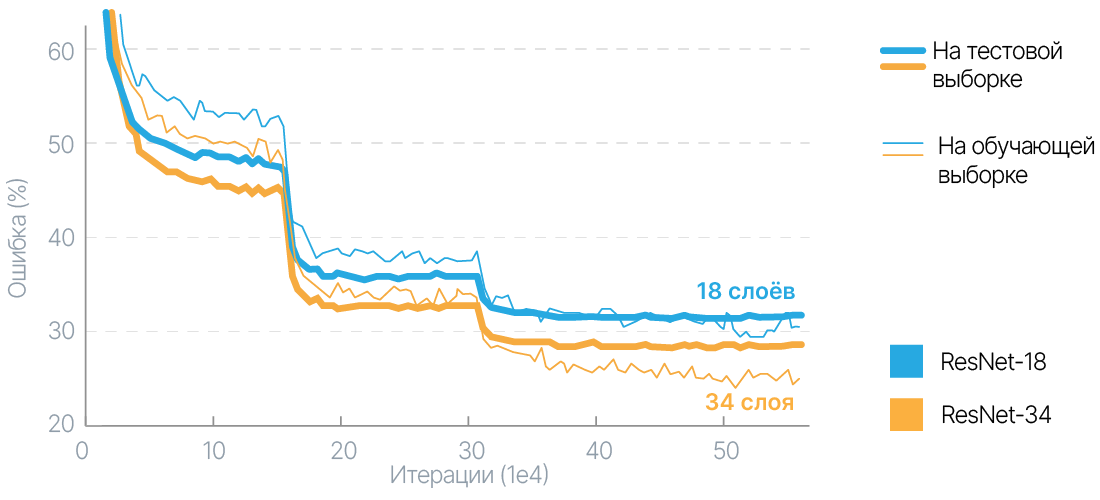 60
50
40
30
20
Ошибка (%)
0
10
20
30
40
50
Итерации (1e4)
18 слоёв
34 слоя
На тестовой
выборке
На обучающей
выборке
ResNet-18
ResNet-34